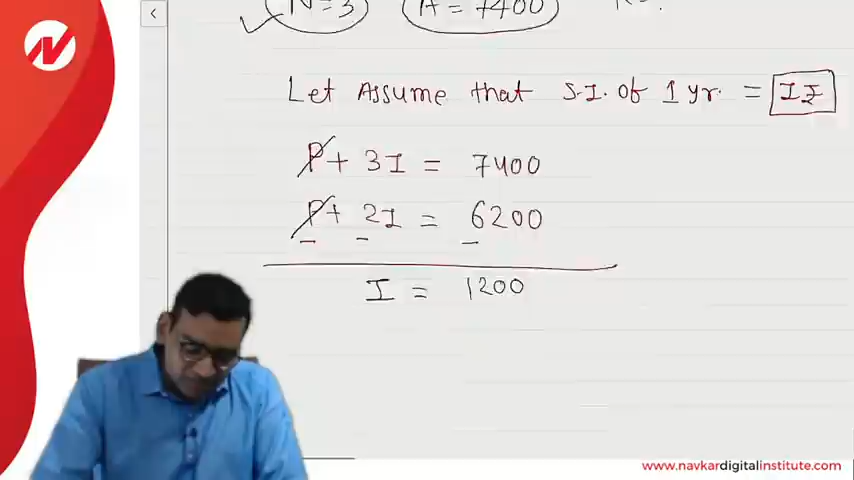 N=3 A = 7400
Let Assume that S.I. of 1 yr. = I ₹
P + 3I = 7400
P + 2I = 6200
I = 1200
www.navkardigitalinstitute.com